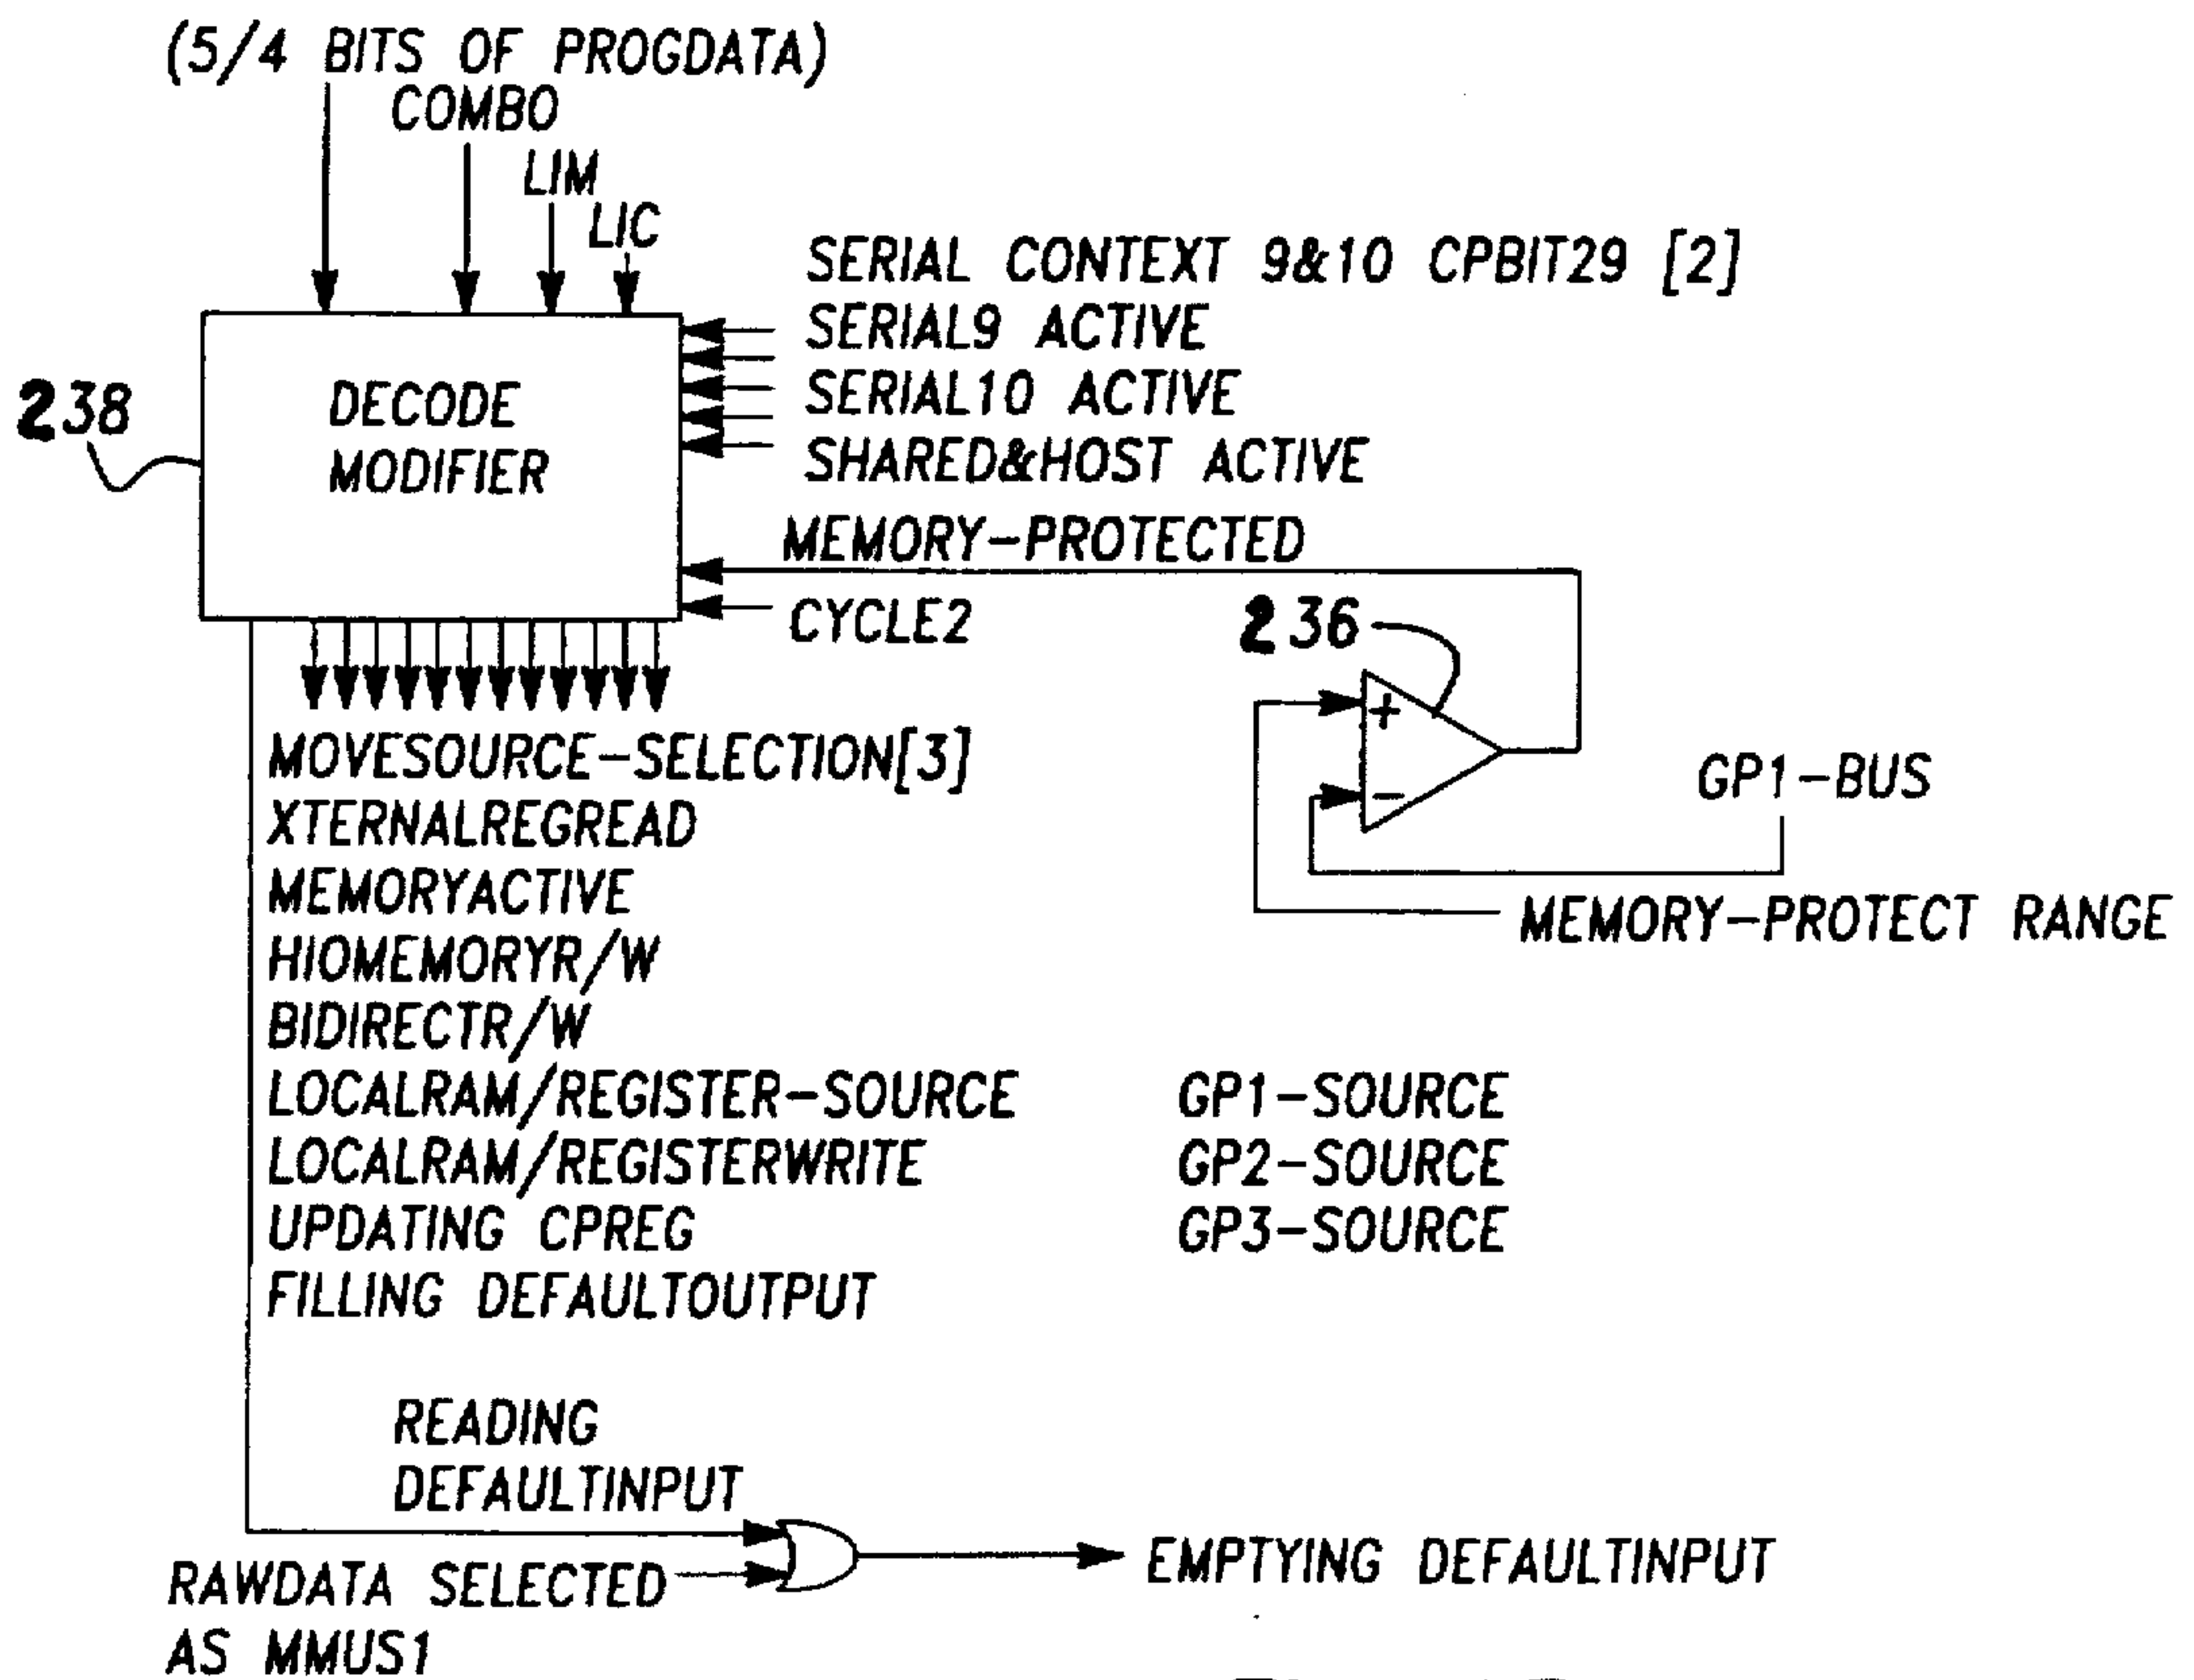 (5/4 BITS OF PROGDATA)
COMBO
LIM
LIC
SERIAL CONTEXT 9&10 CPBIT29 [2]
SERIAL9 ACTIVE
SERIAL10 ACTIVE
SHARED&HOST ACTIVE
238
DECODE
MODIFIER
MEMORY-PROTECTED
CYCLE2
236
+
-
GP1-BUS
MEMORY-PROTECT RANGE
MOVESOURCE-SELECTION[3]
XTERNALREGREAD
MEMORYACTIVE
HIOMEMORYR/W
BIDIRECTR/W
LOCALRAM/REGISTER-SOURCE GP1-SOURCE
LOCALRAM/REGISTERWRITE GP2-SOURCE
UPDATING CPREG GP3-SOURCE
FILLING DEFAULTOUTPUT
READING
DEFAULTINPUT
RAWDATA SELECTED
AS MMUS1
EMPTYING DEFAULTINPUT